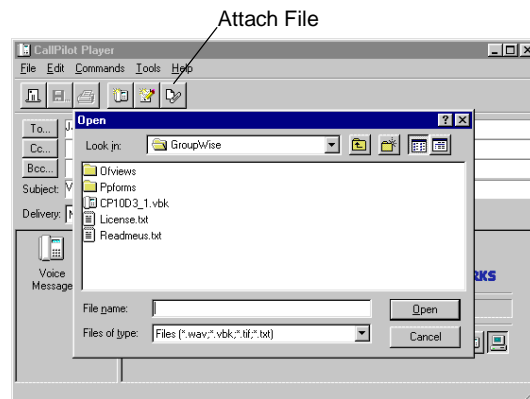 Attach File
CallPilot Player
File Edit Commands Tools Help
Open
To...
Look in: GroupWise
Cc...
Bcc...
Ofviews
Ppforms
Subject:
CP10D3_1.vbk
License.txt
Delivery:
Readmeus.txt
Voice
Message
RKS
File name:
Open
Files of type: Files (*.wav;*.vbk;*.tif;*.txt)
Cancel